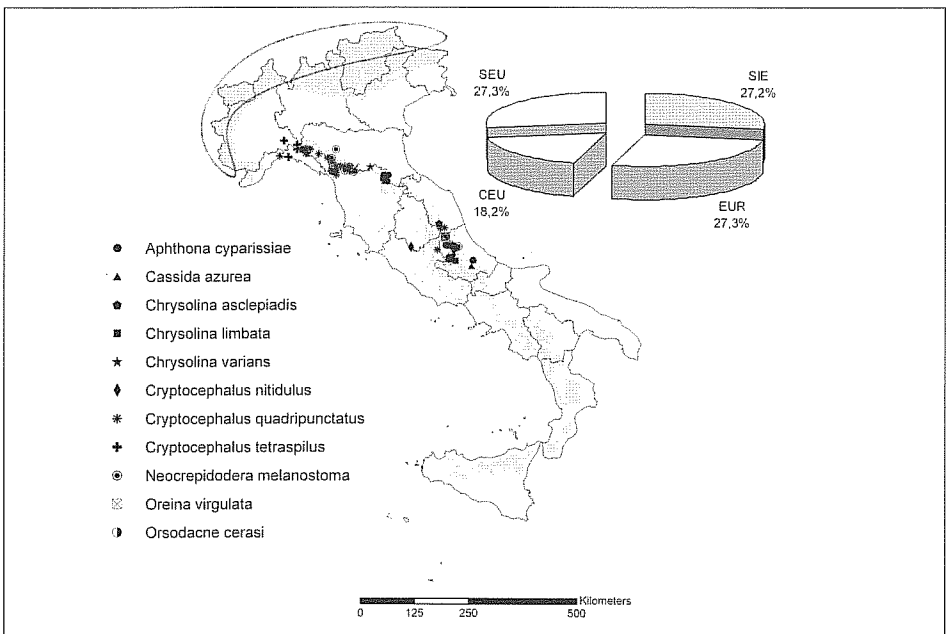 SEU
27,3%
SIE
27,2%
CEU
18,2%
EUR
27,3%
Aphthona cyparissiae
Cassida azurea
Chrysolina asclepiadis
Chrysolina limbata
Chrysolina varians
Cryptocephalus nitidulus
Cryptocephalus quadripunctatus
Cryptocephalus tetraspilus
Neocrepidodera melanostoma
Oreina virgulata
Orsodacne cerasi
Kilometers
0 125 250 500